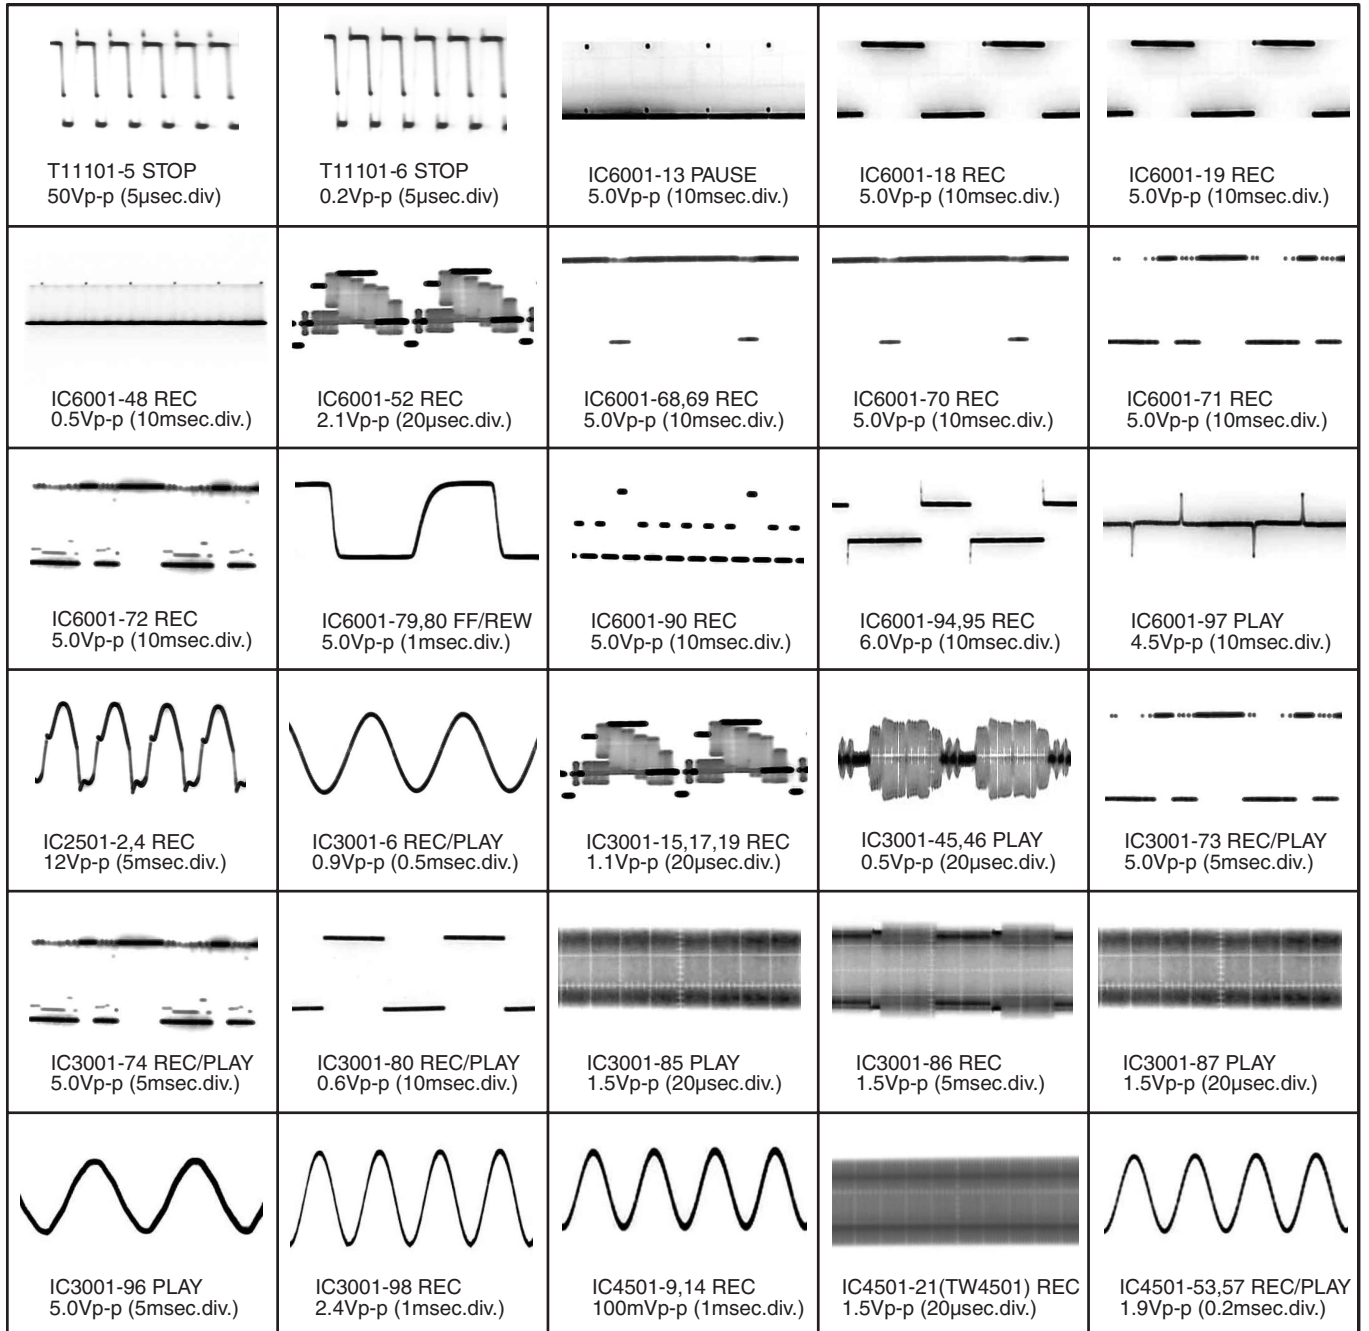 T11101-5 STOP
50Vp-p (5µsec.div)
T11101-6 STOP
0.2Vp-p (5µsec.div)
IC6001-13 PAUSE
5.0Vp-p (10msec.div.)
IC6001-18 REC
5.0Vp-p (10msec.div.)
IC6001-19 REC
5.0Vp-p (10msec.div.)
IC6001-48 REC
0.5Vp-p (10msec.div.)
IC6001-52 REC
2.1Vp-p (20µsec.div.)
IC6001-68,69 REC
5.0Vp-p (10msec.div.)
IC6001-70 REC
5.0Vp-p (10msec.div.)
IC6001-71 REC
5.0Vp-p (10msec.div.)
IC6001-72 REC
5.0Vp-p (10msec.div.)
IC6001-79,80 FF/REW
5.0Vp-p (1msec.div.)
IC6001-90 REC
5.0Vp-p (10msec.div.)
IC6001-94,95 REC
6.0Vp-p (10msec.div.)
IC6001-97 PLAY
4.5Vp-p (10msec.div.)
IC2501-2,4 REC
12Vp-p (5msec.div.)
IC3001-6 REC/PLAY
0.9Vp-p (0.5msec.div.)
IC3001-15,17,19 REC
1.1Vp-p (20µsec.div.)
IC3001-45,46 PLAY
0.5Vp-p (20µsec.div.)
IC3001-73 REC/PLAY
5.0Vp-p (5msec.div.)
IC3001-74 REC/PLAY
5.0Vp-p (5msec.div.)
IC3001-80 REC/PLAY
0.6Vp-p (10msec.div.)
IC3001-85 PLAY
1.5Vp-p (20µsec.div.)
IC3001-86 REC
1.5Vp-p (5msec.div.)
IC3001-87 PLAY
1.5Vp-p (20µsec.div.)
IC3001-96 PLAY
5.0Vp-p (5msec.div.)
IC3001-98 REC
2.4Vp-p (1msec.div.)
IC4501-9,14 REC
100mVp-p (1msec.div.)
IC4501-21(TW4501) REC
1.5Vp-p (20µsec.div.)
IC4501-53,57 REC/PLAY
1.9Vp-p (0.2msec.div.)